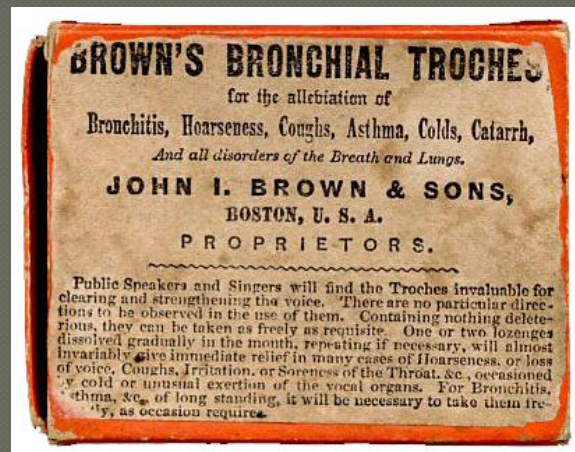 BROWN'S BRONCHIAL TROCHES
for the alleviation of
Bronchitis, Hoarseness, Coughs, Asthma, Colds, Catarrh,
And all disorders of the Breath and Lungs.
JOHN I. BROWN & SONS,
BOSTON, U. S. A.
PROPRIETORS.
Public Speakers and Singers will find the Troches invaluable for
clearing and strengthening the voice. There are no particular direc-
tions to be observed in the use of them. Containing nothing delete-
rious, they can be taken as freely as requisite. One or two lozenges
dissolved gradually in the mouth, repeating if necessary, will almost
invariably give immediate relief in many cases of Hoarseness, or loss
of voice, Coughs, Irritation, or Soreness of the Throat, &c., occasioned
by cold or unusual exertion of the vocal organs. For Bronchitis,
thma, &c., of long standing, it will be necessary to take them fre-
ly, as occasion requires.